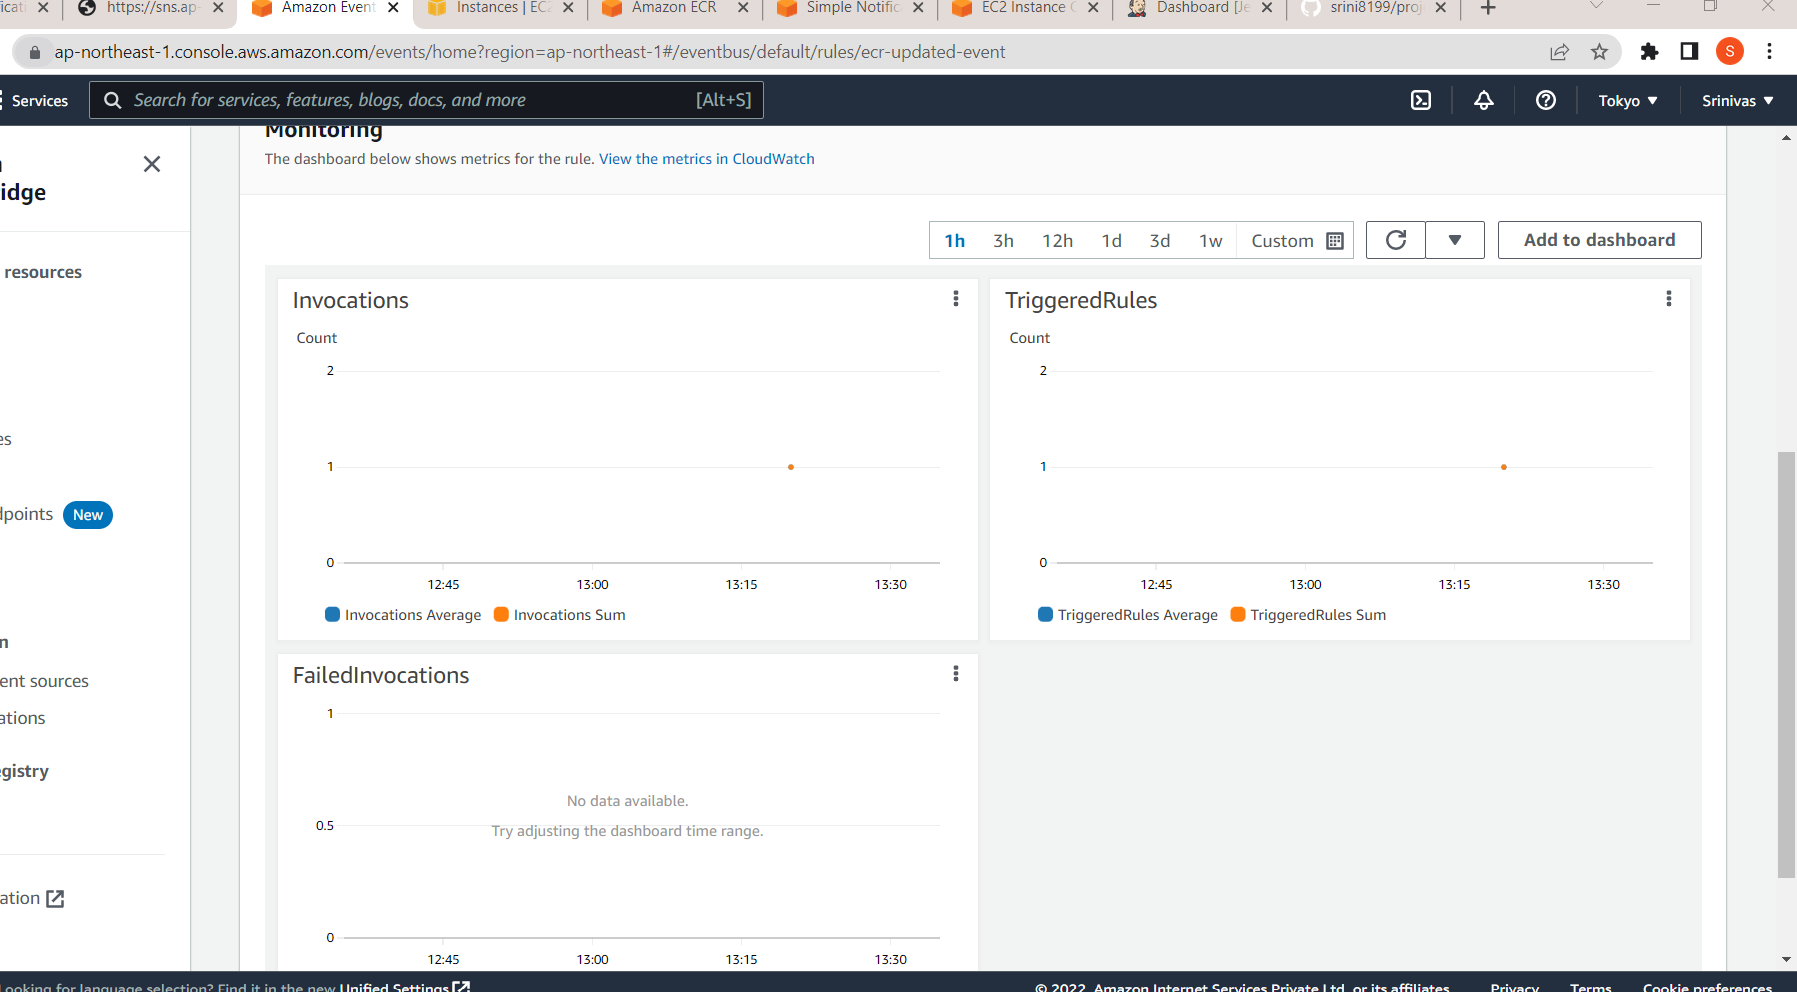 ficati
https://sns.ap-
Amazon Event
Instances | EC2
Amazon ECR
Simple Notific
EC2 Instance C
Dashboard [Je
srini8199/proj
ap-northeast-1.console.aws.amazon.com/events/home?region=ap-northeast-1#/eventbus/default/rules/ecr-updated-event
S
Services
Search for services, features, blogs, docs, and more
[Alt+S]
Tokyo
Srinivas
idge
resources
es
dpoints New
ent sources
ations
egistry
ation
Monitoring
The dashboard below shows metrics for the rule. View the metrics in CloudWatch
1h 3h 12h 1d 3d 1w Custom
Add to dashboard
Invocations
Count
2
1
0
12:45 13:00 13:15 13:30
Invocations Average Invocations Sum
TriggeredRules
Count
2
1
0
12:45 13:00 13:15 13:30
TriggeredRules Average TriggeredRules Sum
FailedInvocations
1
No data available.
0.5
Try adjusting the dashboard time range.
0
12:45 13:00 13:15 13:30
ooking for language selection? Find it in the new Unified Settings
© 2022, Amazon Internet Services Private Ltd. or its affiliates.
Privacy Terms Cookie preferences